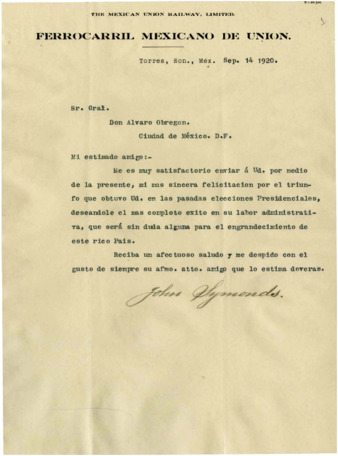 THE MEXICAN UNION RAILWAY, LIMITED.
FERROCARRIL MEXICANO DE UNION.
Torres, Son., Méx. Sep. 14 1920.
Sr. Gral.
Don Alvaro Obregon.
Ciudad de México. D.F.
Mi estimado amigo:-
Me es muy satisfactorio enviar á Ud. por medio
de la presente, mi mas sincera felicitacion por el triun-
fo que obtuvo Ud. en las pasadas elecciones Presidenciales,
deseandole el mas completo exito en su labor administrati-
va, que será sin duda alguna para el engrandecimiento de
este rico Pais.
Reciba un afectuoso saludo y me despido con el
gusto de siempre su afmo. atto. amigo que lo estima deveras.
John Symonds.